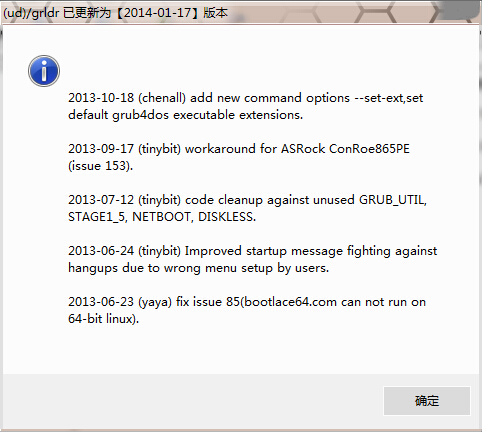 (ud)/grldr 已更新为【2014-01-17】版本
2013-10-18 (chenall) add new command options --set-ext,set
default grub4dos executable extensions.
2013-09-17 (tinybit) workaround for ASRock ConRoe865PE
(issue 153).
2013-07-12 (tinybit) code cleanup against unused GRUB_UTIL,
STAGE1_5, NETBOOT, DISKLESS.
2013-06-24 (tinybit) Improved startup message fighting against
hangups due to wrong menu setup by users.
2013-06-23 (yaya) fix issue 85(bootlace64.com can not run on
64-bit linux).
确定